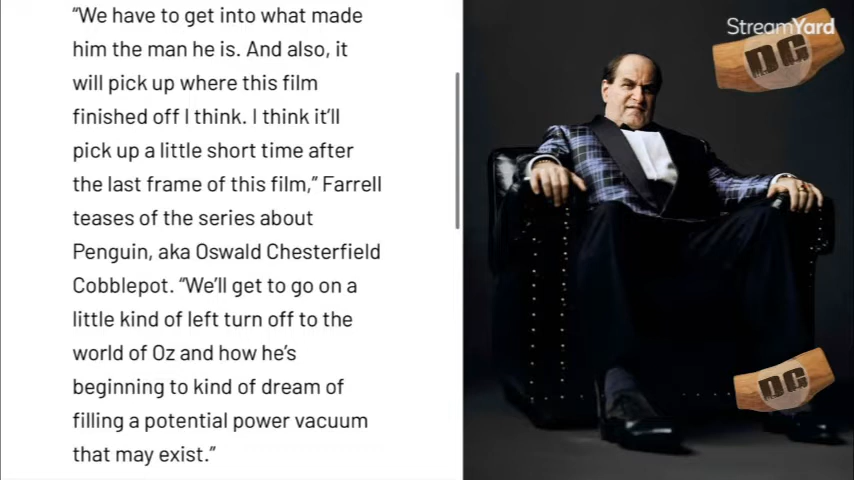 “We have to get into what made
him the man he is. And also, it
will pick up where this film
finished off I think. I think it’ll
pick up a little short time after
the last frame of this film,” Farrell
teases of the series about
Penguin, aka Oswald Chesterfield
Cobblepot. “We’ll get to go on a
little kind of left turn off to the
world of Oz and how he’s
beginning to kind of dream of
filling a potential power vacuum
that may exist.”
StreamYard
DG
DG